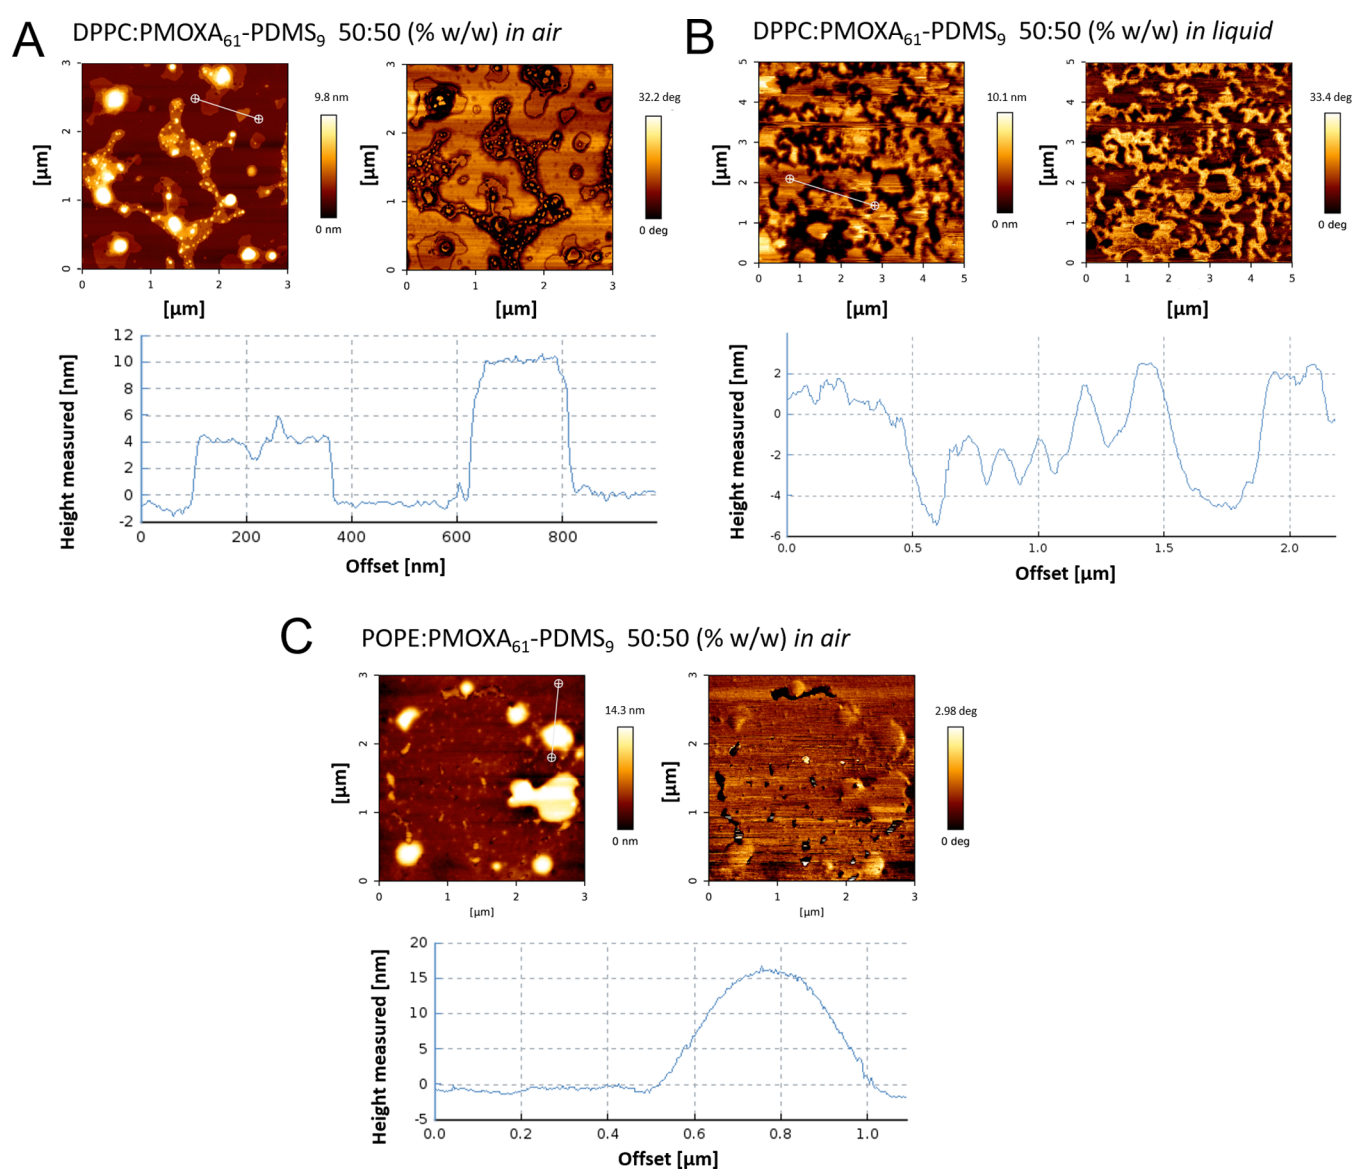 A
DPPC:PMOXA₆₁-PDMS₉ 50:50 (% w/w) in air
3
2
1
0
[µm]
0
1
2
3
[µm]
9.8 nm
0 nm
3
2
1
0
[µm]
0
1
2
3
32.2 deg
0 deg
12
10
8
6
4
2
0
-2
Height measured [nm]
0
200
400
600
800
Offset [nm]
B
DPPC:PMOXA₆₁-PDMS₉ 50:50 (% w/w) in liquid
5
4
3
2
1
0
[µm]
0
1
2
3
4
5
[µm]
10.1 nm
0 nm
5
4
3
2
1
0
[µm]
0
1
2
3
4
5
[µm]
33.4 deg
0 deg
2
0
-2
-4
-6
Height measured [nm]
0.0
0.5
1.0
1.5
2.0
Offset [µm]
C
POPE:PMOXA₆₁-PDMS₉ 50:50 (% w/w) in air
3
2
1
0
[µm]
0
1
2
3
[µm]
14.3 nm
0 nm
3
2
1
0
[µm]
0
1
2
3
[µm]
2.98 deg
0 deg
20
15
10
5
0
-5
Height measured [nm]
0.0
0.2
0.4
0.6
0.8
1.0
Offset [µm]